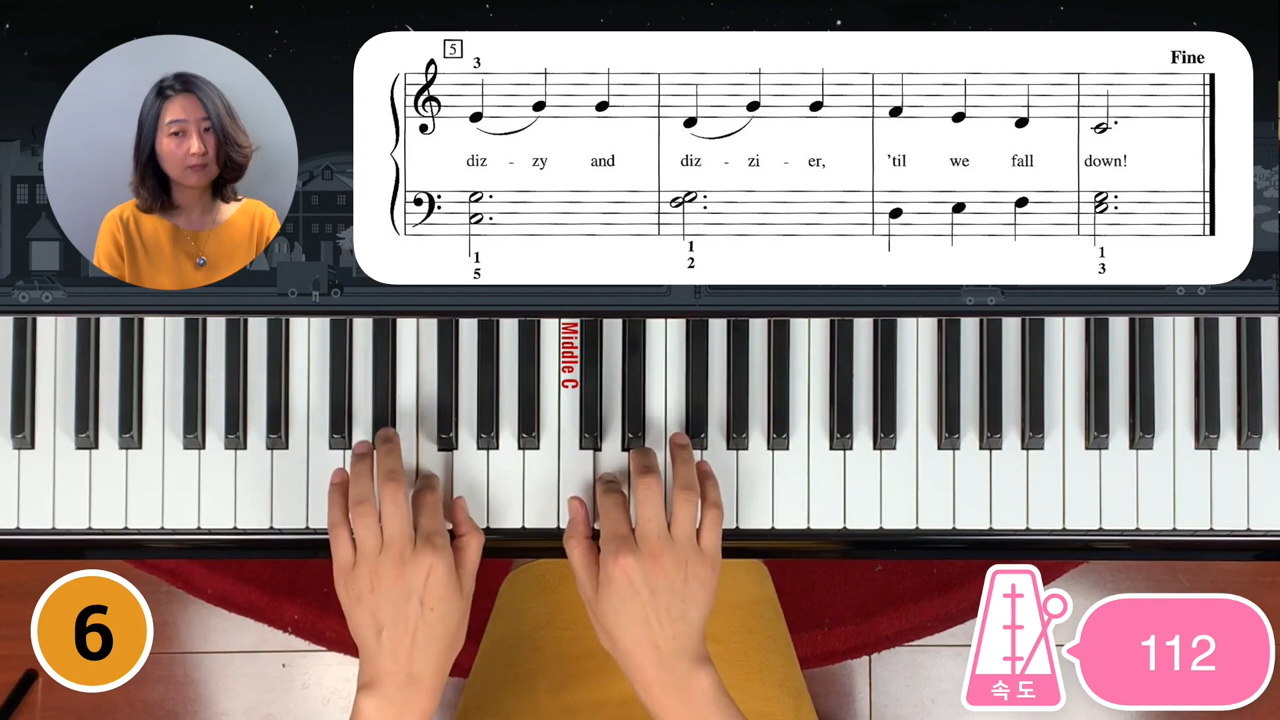 5
3
Fine
diz - zy and diz - zi - er, 'til we fall down!
1
5
1
2
1
3
Middle C
6
112
속도